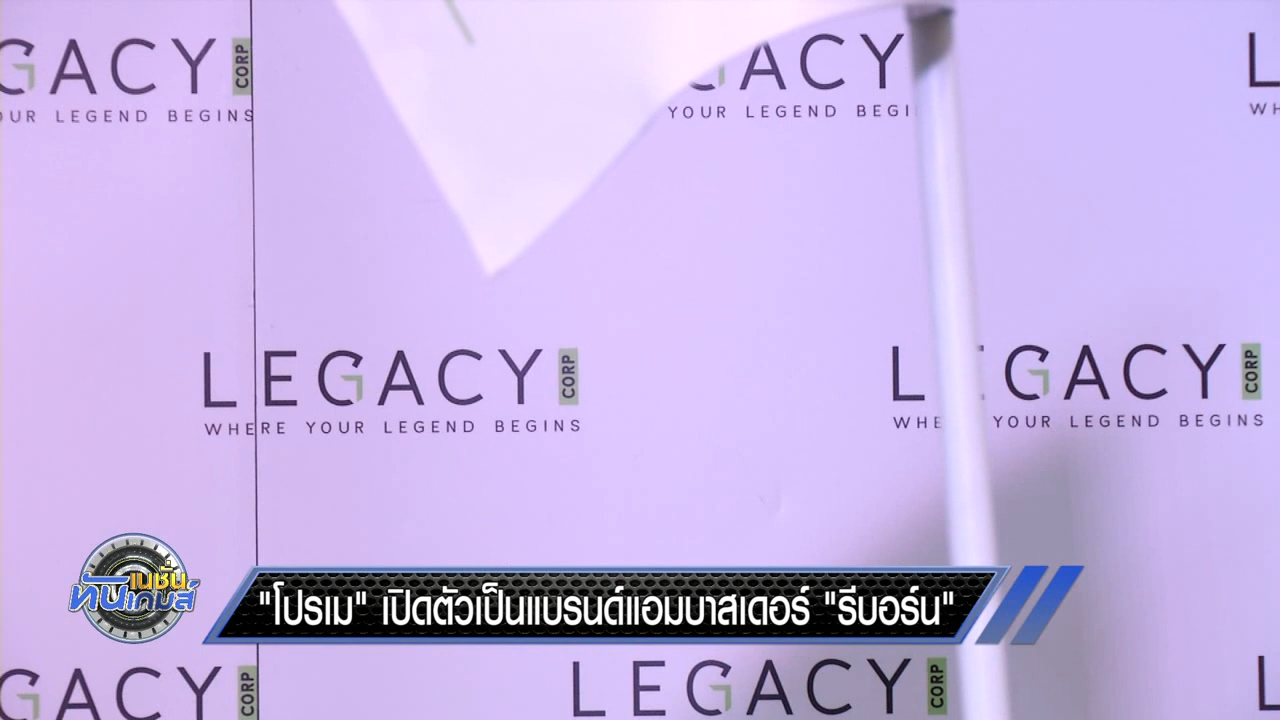 GACY CORP
OUR LEGEND BEGINS
GACY
YOUR LEGEND BEGI
L
WH
LEGACY CORP
WHERE YOUR LEGEND BEGINS
LEGACY CORP
WHE YOUR LEGEND BEGINS
เนชั่น
ทันเกมส์
"โปรเม" เปิดตัวเป็นแบรนด์แอมบาสเดอร์ "รีบอร์น"
GACY CORP
LEGACY CORP
L